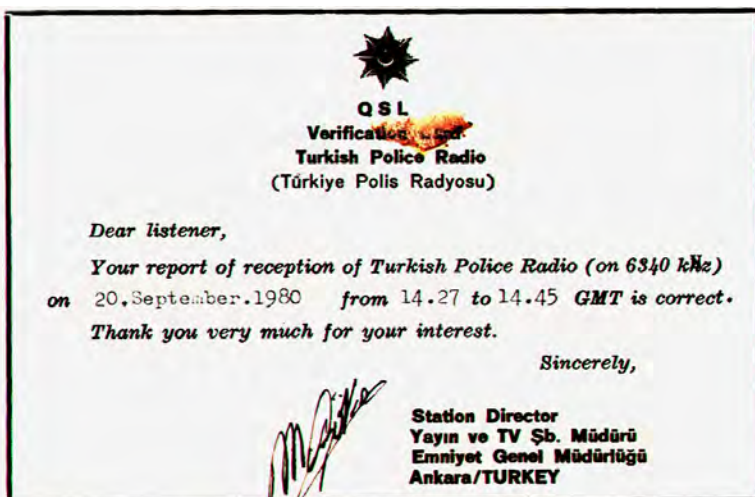 QSL
Verification Card
Turkish Police Radio
(Türkiye Polis Radyosu)
Dear listener,
Your report of reception of Turkish Police Radio (on 6340 kHz)
on 20.September.1980 from 14.27 to 14.45 GMT is correct.
Thank you very much for your interest.
Sincerely,
Station Director
Yayın ve TV Şb. Müdürü
Emniyet Genel Müdürlüğü
Ankara/TURKEY